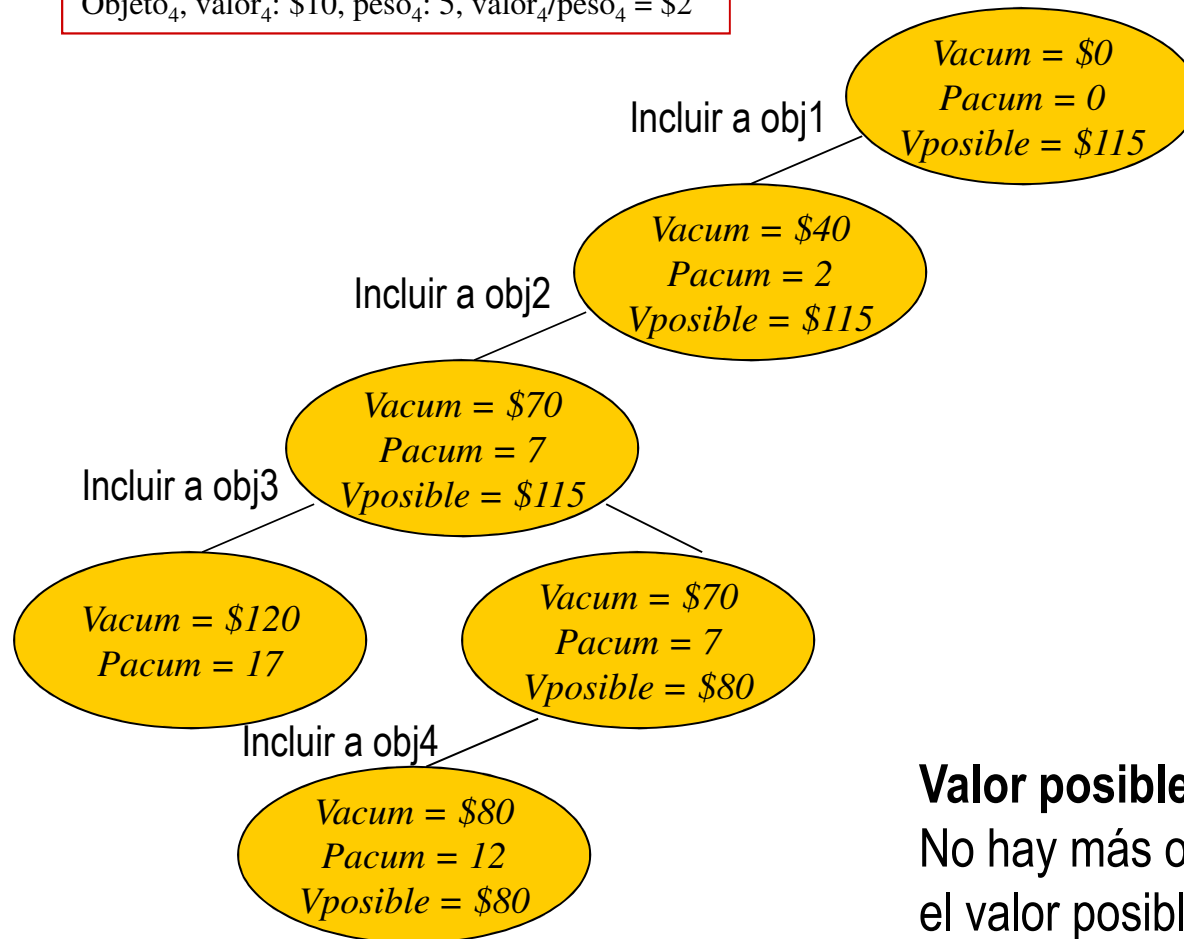 Objeto₄, valor₄: $10, peso₄: 5, valor₄/peso₄ = $2
Vacum = $0
Pacum = 0
Vposible = $115
Incluir a obj1
Vacum = $40
Pacum = 2
Vposible = $115
Incluir a obj2
Vacum = $70
Pacum = 7
Vposible = $115
Incluir a obj3
Vacum = $120
Pacum = 17
Vacum = $70
Pacum = 7
Vposible = $80
Incluir a obj4
Vacum = $80
Pacum = 12
Vposible = $80
Valor posible
No hay más
el valor